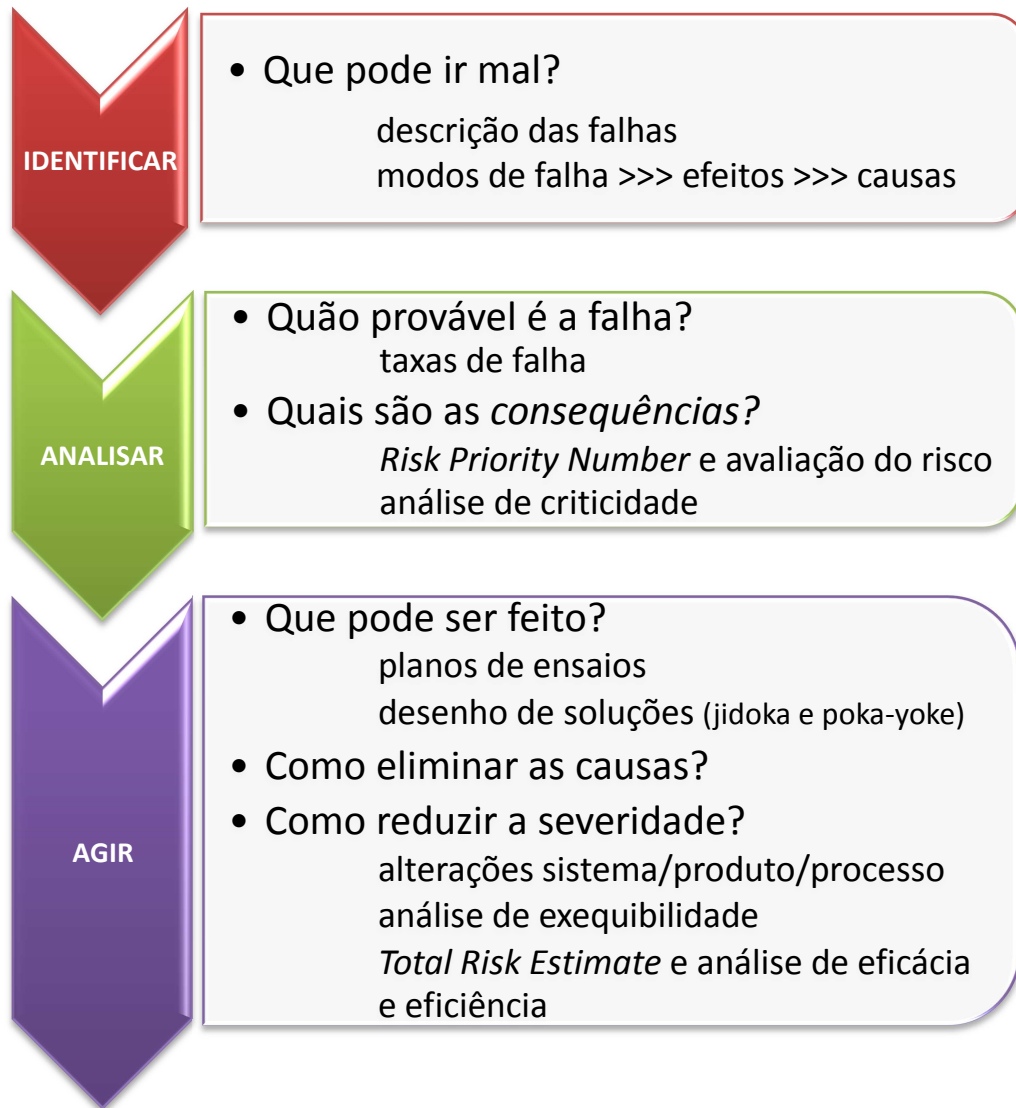 IDENTIFICAR
• Que pode ir mal?
descrição das falhas
modos de falha >>> efeitos >>> causas
ANALISAR
• Quão provável é a falha?
taxas de falha
• Quais são as consequências?
Risk Priority Number e avaliação do risco
análise de criticidade
AGIR
• Que pode ser feito?
planos de ensaios
desenho de soluções (jidoka e poka-yoke)
• Como eliminar as causas?
• Como reduzir a severidade?
alterações sistema/produto/processo
análise de exequibilidade
Total Risk Estimate e análise de eficácia
e eficiência